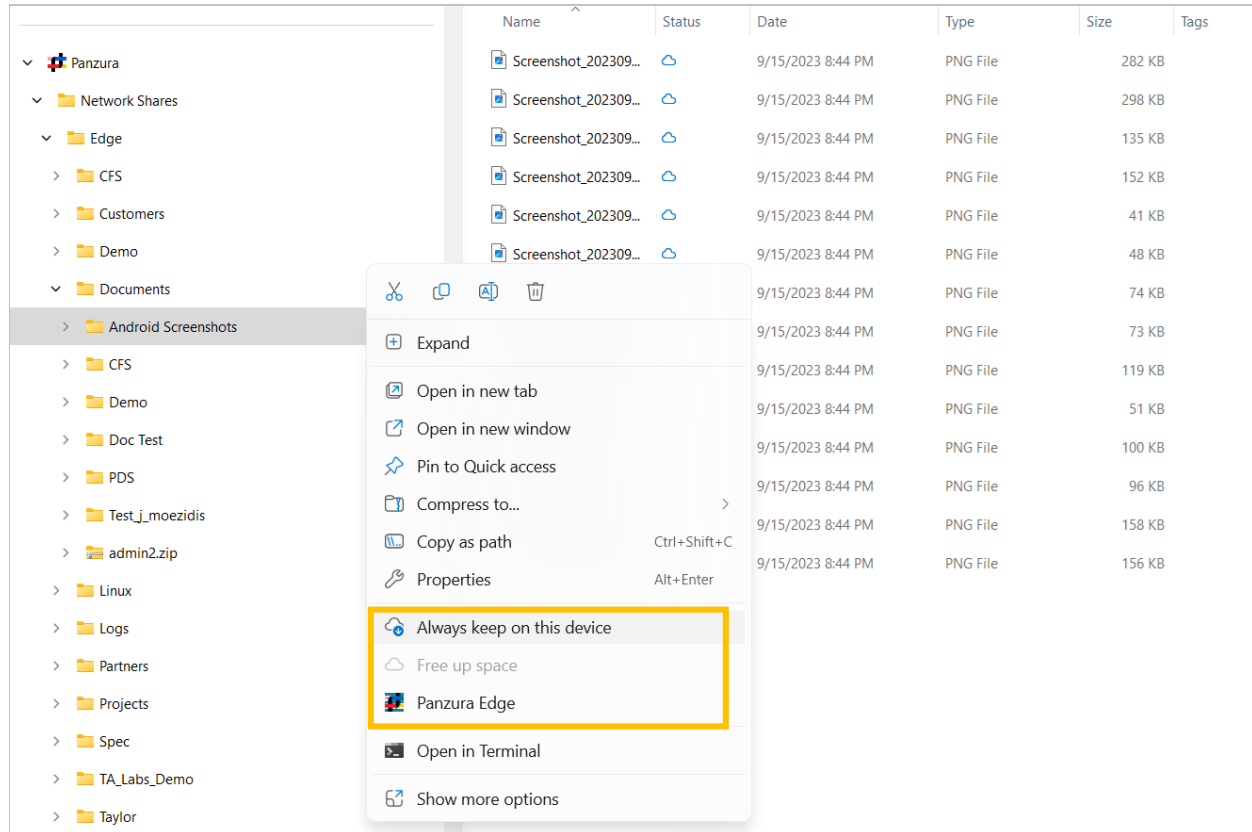 Name Status Date Type Size Tags
Panzura
Network Shares
Edge
CFS
Customers
Demo
Documents
Android Screenshots
CFS
Demo
Doc Test
PDS
Test_j_moezidis
admin2.zip
Linux
Logs
Partners
Projects
Spec
TA_Labs_Demo
Taylor
Screenshot_202309... 9/15/2023 8:44 PM PNG File 282 KB
Screenshot_202309... 9/15/2023 8:44 PM PNG File 298 KB
Screenshot_202309... 9/15/2023 8:44 PM PNG File 135 KB
Screenshot_202309... 9/15/2023 8:44 PM PNG File 152 KB
Screenshot_202309... 9/15/2023 8:44 PM PNG File 41 KB
Screenshot_202309... 9/15/2023 8:44 PM PNG File 48 KB
9/15/2023 8:44 PM PNG File 74 KB
9/15/2023 8:44 PM PNG File 73 KB
9/15/2023 8:44 PM PNG File 119 KB
9/15/2023 8:44 PM PNG File 51 KB
9/15/2023 8:44 PM PNG File 100 KB
9/15/2023 8:44 PM PNG File 96 KB
9/15/2023 8:44 PM PNG File 158 KB
9/15/2023 8:44 PM PNG File 156 KB
Expand
Open in new tab
Open in new window
Pin to Quick access
Compress to...
Copy as path Ctrl+Shift+C
Properties Alt+Enter
Always keep on this device
Free up space
Panzura Edge
Open in Terminal
Show more options